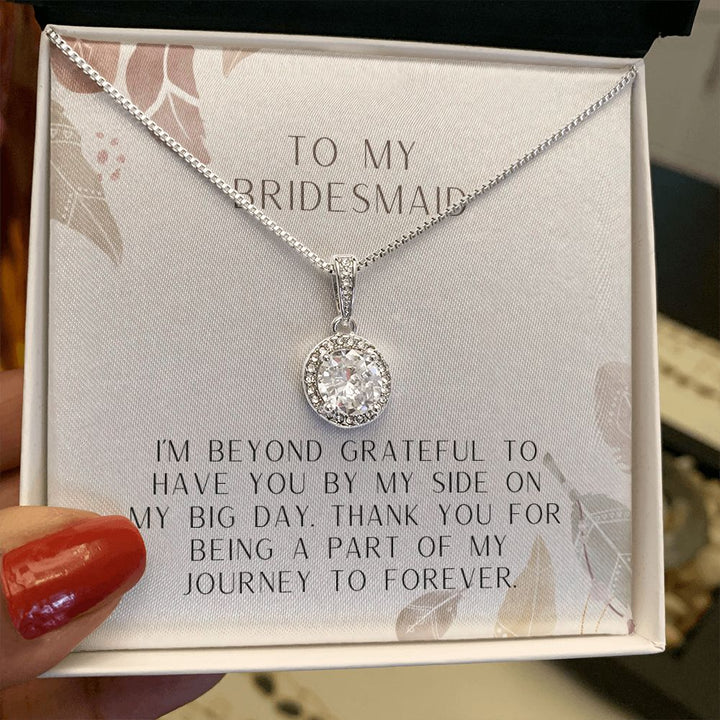 TO MY
BRIDESMAID
I'M BEYOND GRATEFUL TO
HAVE YOU BY MY SIDE ON
MY BIG DAY. THANK YOU FOR
BEING A PART OF MY
JOURNEY TO FOREVER.